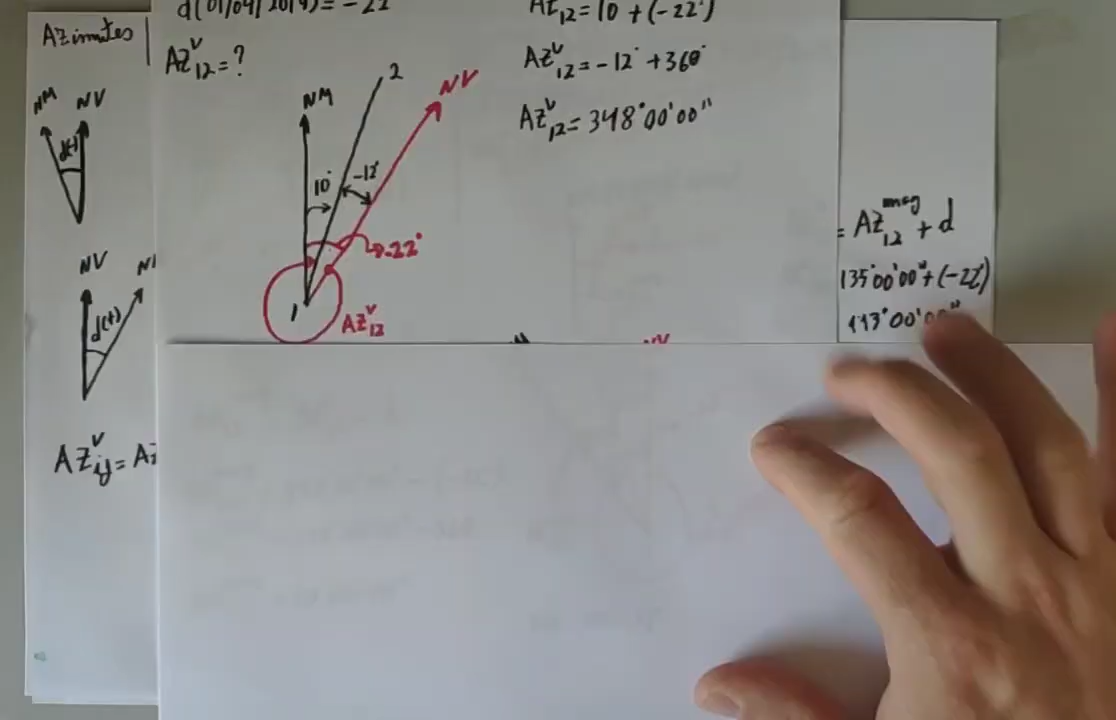 Azimutes
NM NV
d(-)
NV
d(+)
Az^v_ij = Az
d(01/04/2014) = -22°
Az^v_12 = ?
NM
2
NV
10°
-12°
-22°
1
Az^v_12
Az_12 = 10 + (-22°)
Az^v_12 = -12° + 360°
Az^v_12 = 348°00'00"
= Az^mag_12 + d
135°00'00" + (-22°)
113°00'00"